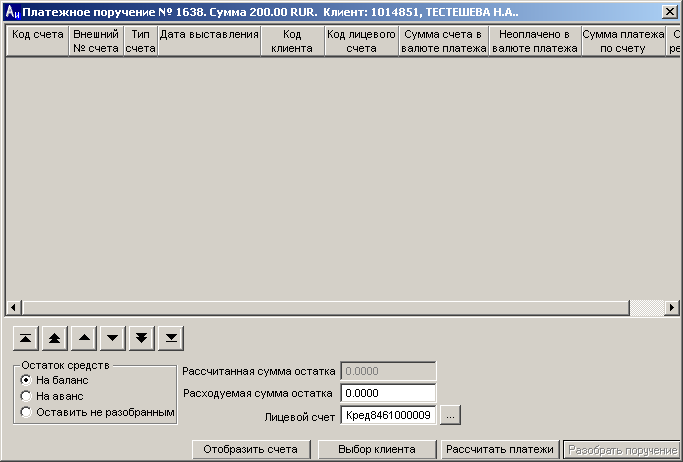 Платежное поручение № 1638. Сумма 200.00 RUR. Клиент: 1014851, ТЕСТЕШЕВА Н.А..
Код счета Внешний № счета Тип счета Дата выставления Код клиента Код лицевого счета Сумма счета в валюте платежа Неоплачено в валюте платежа Сумма платежа по счету
Остаток средств
На баланс
На аванс
Оставить не разобранным
Рассчитанная сумма остатка 0.0000
Расходуемая сумма остатка 0.0000
Лицевой счет Кред8461000009 ...
Отобразить счета Выбор клиента Рассчитать платежи Разобрать поручение